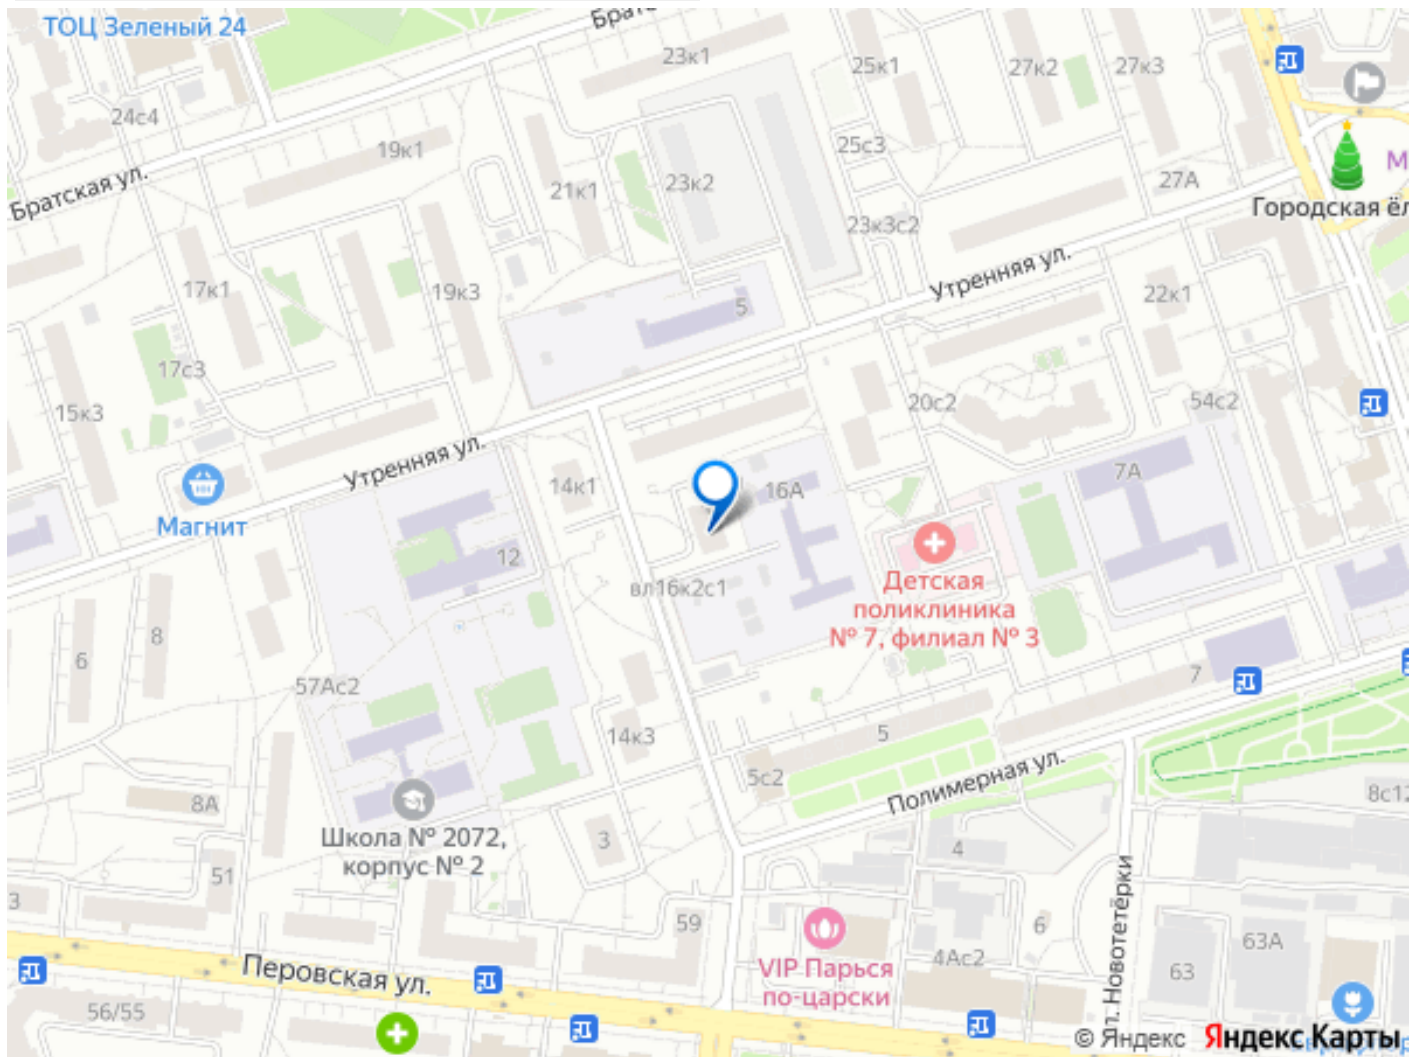 ТОЦ Зеленый 24
23к1
25к1
27к2
27к3
24с4
19к1
25с3
М
Братская ул.
21к1
23к2
27А
Городская ёл
23к3с2
Утренняя ул.
17к1
19к3
22к1
5
17с3
15к3
20с2
54с2
Утренняя ул.
7А
14к1
16А
Магнит
12
Детская
поликлиника
№ 7, филиал № 3
вл16к2с1
8
6
57Ас2
7
14к3
5
5с2
Полимерная ул.
8А
8с12
Школа № 2072,
корпус № 2
3
4
51
3
59
6
ул. Новотетёрки
63А
4Ас2
63
VIP Парься
по-царски
Перовская ул.
56/55
© Яндекс Яндекс Карты